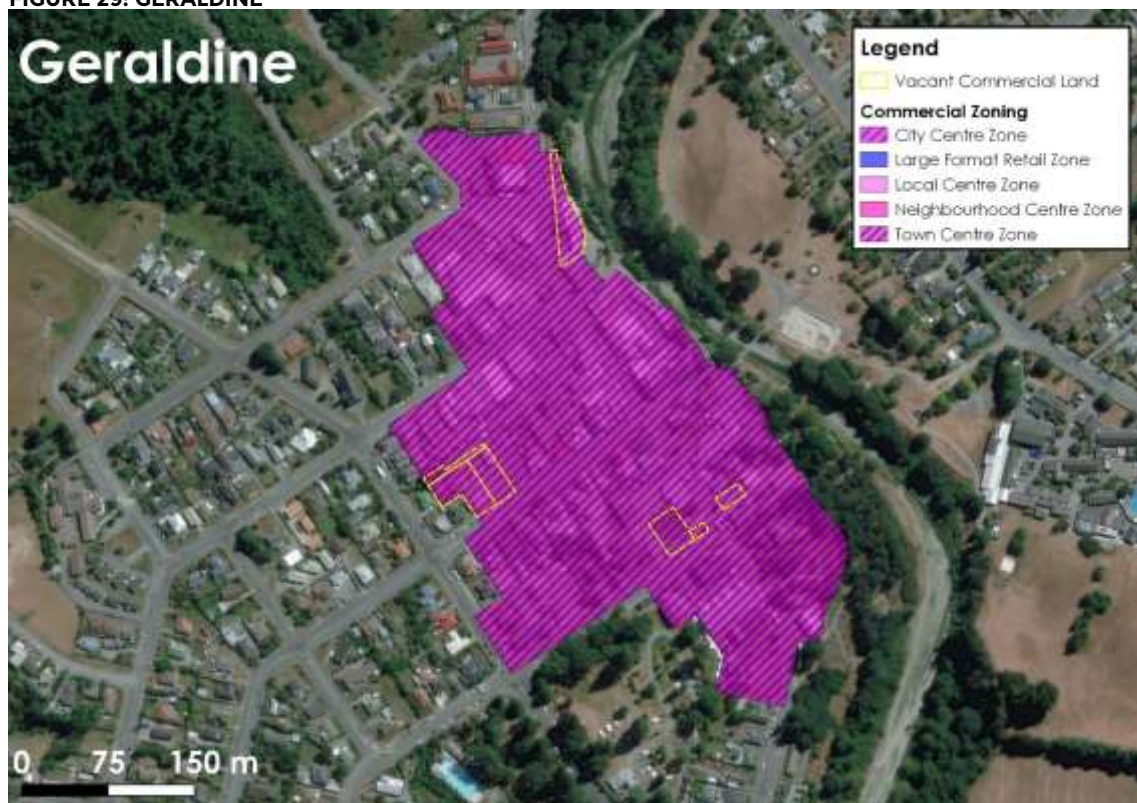 FIGURE 29: GERALDINE
Geraldine
Legend
Vacant Commercial Land
Commercial Zoning
City Centre Zone
Large Format Retail Zone
Local Centre Zone
Neighbourhood Centre Zone
Town Centre Zone
0 75 150 m